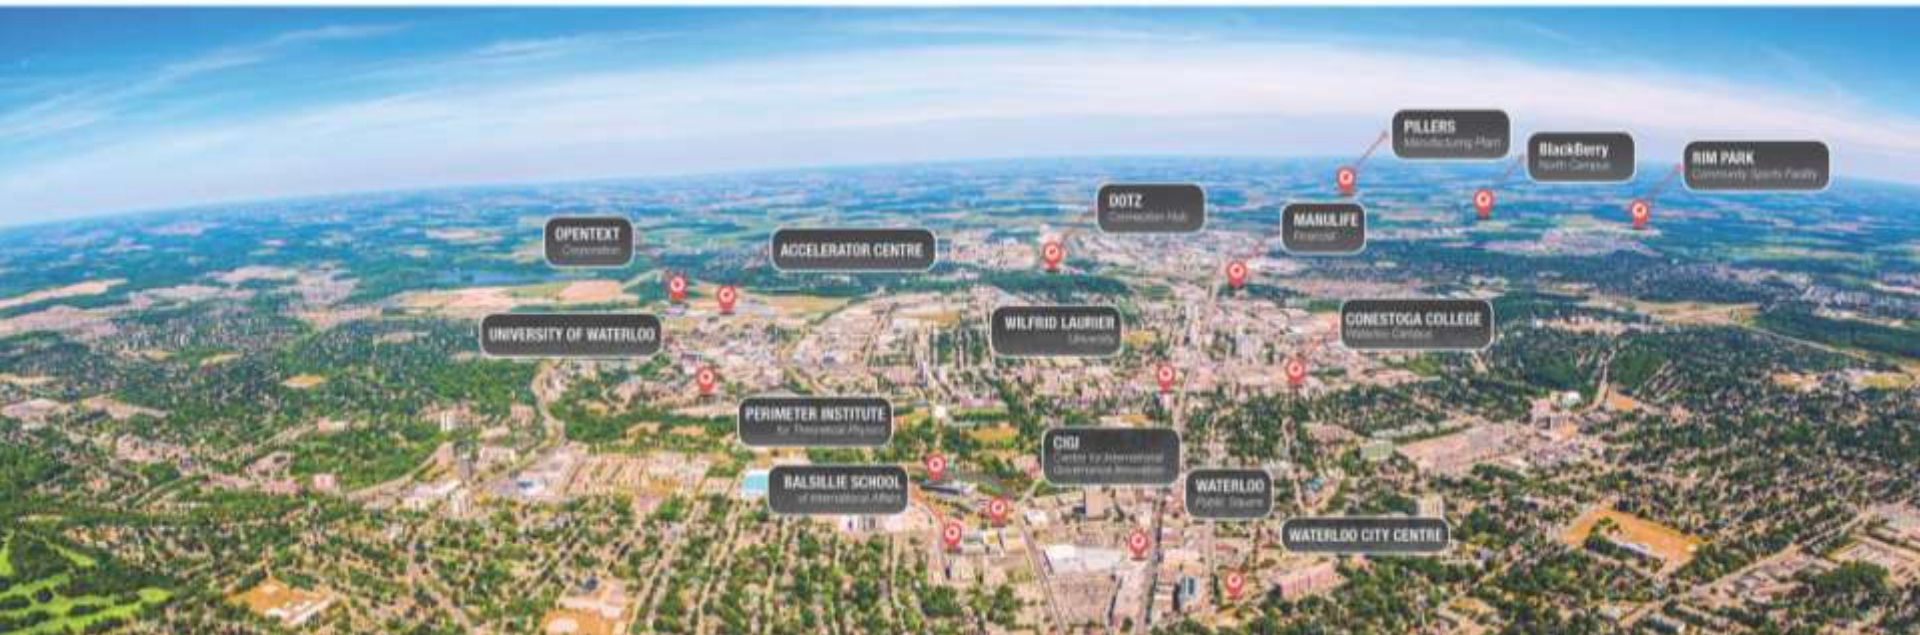 PILLERS
Manufacturing Plant
BlackBerry
North Campus
RIM PARK
Community Sports Facility
DOTZ
Connection Hub
MANULIFE
Financial
OPENTEXT
Corporation
ACCELERATOR CENTRE
UNIVERSITY OF WATERLOO
WILFRID LAURIER
University
CONESTOGA COLLEGE
Waterloo Campus
PERIMETER INSTITUTE
for Theoretical Physics
CIGI
Center for International
Governance Innovation
BALSILLIE SCHOOL
of International Affairs
WATERLOO
Public Square
WATERLOO CITY CENTRE